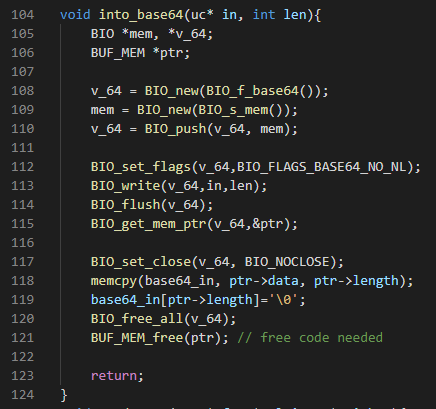 104 void into_base64(uc* in, int len){
105     BIO *mem, *v_64;
106     BUF_MEM *ptr;
107
108     v_64 = BIO_new(BIO_f_base64());
109     mem = BIO_new(BIO_s_mem());
110     v_64 = BIO_push(v_64, mem);
111
112     BIO_set_flags(v_64,BIO_FLAGS_BASE64_NO_NL);
113     BIO_write(v_64,in,len);
114     BIO_flush(v_64);
115     BIO_get_mem_ptr(v_64,&ptr);
116
117     BIO_set_close(v_64, BIO_NOCLOSE);
118     memcpy(base64_in, ptr->data, ptr->length);
119     base64_in[ptr->length]='\0';
120     BIO_free_all(v_64);
121     BUF_MEM_free(ptr); // free code needed
122
123     return;
124 }